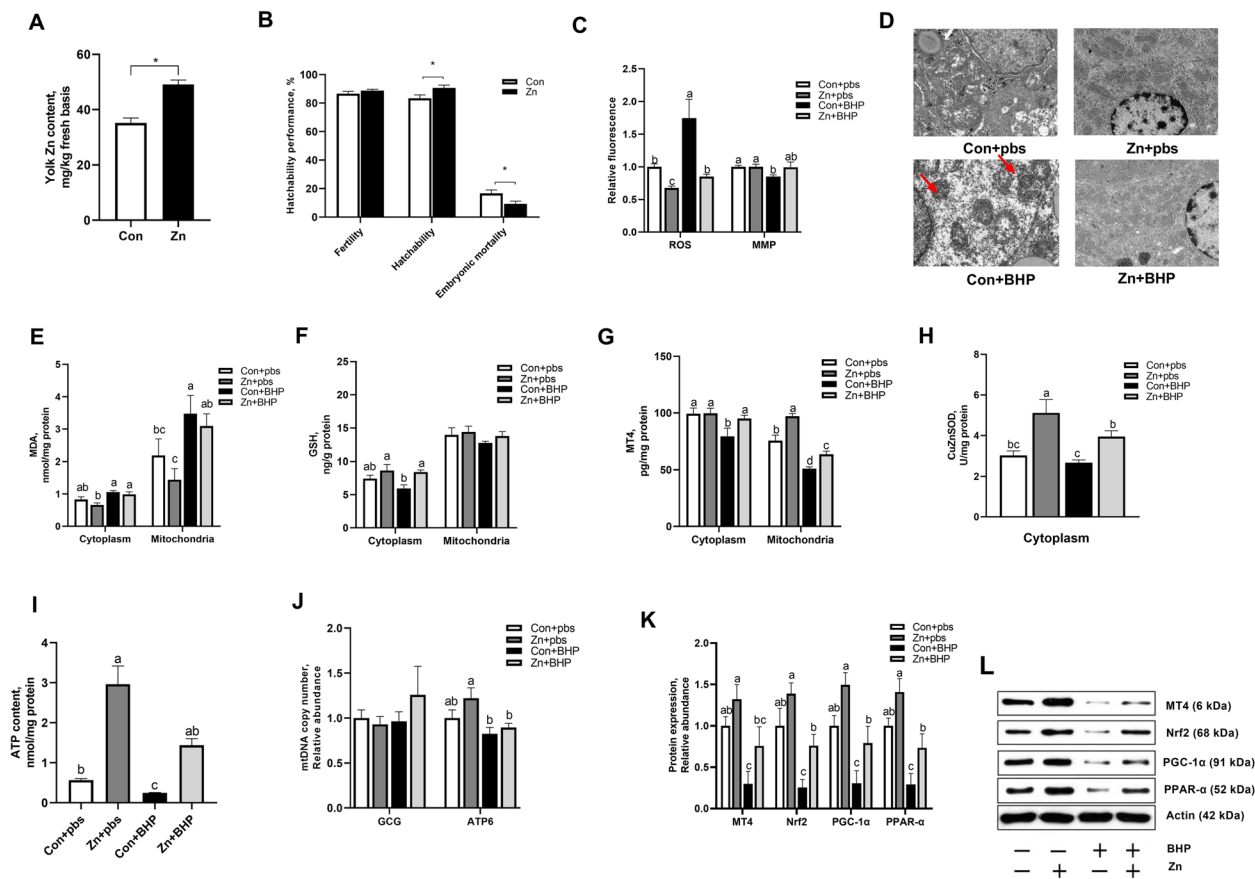 A
Yolk Zn content,
mg/kg fresh basis
60
40
20
0
*
Con
Zn
B
Hatchability performance, %
100
80
60
40
20
0
*
*
Con
Zn
Fertility
Hatchability
Embryonic mortality
C
Relative fluorescence
2.5
2.0
1.5
1.0
0.5
0.0
Con+pbs
Zn+pbs
Con+BHP
Zn+BHP
b c a b
a a b ab
ROS
MMP
D
Con+pbs
Zn+pbs
Con+BHP
Zn+BHP
E
MDA,
nmol/mg protein
5
4
3
2
1
0
Con+pbs
Zn+pbs
Con+BHP
Zn+BHP
ab b a a
bc c a ab
Cytoplasm
Mitochondria
F
GSH,
ng/g protein
25
20
15
10
5
0
Con+pbs
Zn+pbs
Con+BHP
Zn+BHP
ab a b a
Cytoplasm
Mitochondria
G
MT4,
pg/mg protein
150
100
50
0
Con+pbs
Zn+pbs
Con+BHP
Zn+BHP
a a b a
b a d c
Cytoplasm
Mitochondria
H
CuZnSOD,
U/mg protein
8
6
4
2
0
Con+pbs
Zn+pbs
Con+BHP
Zn+BHP
bc a c b
Cytoplasm
I
ATP content,
nmol/mg protein
4
3
2
1
0
b a c ab
Con+pbs
Zn+pbs
Con+BHP
Zn+BHP
J
mtDNA copy number,
Relative abundance
2.0
1.5
1.0
0.5
0.0
Con+pbs
Zn+pbs
Con+BHP
Zn+BHP
ab a b b
GCG
ATP6
K
Protein expression,
Relative abundance
2.0
1.5
1.0
0.5
0.0
Con+pbs
Zn+pbs
Con+BHP
Zn+BHP
ab a c bc
ab a c b
ab a c b
ab a c b
MT4
Nrf2
PGC-1α
PPAR-α
L
MT4 (6 kDa)
Nrf2 (68 kDa)
PGC-1α (91 kDa)
PPAR-α (52 kDa)
Actin (42 kDa)
— — + + BHP
— + — + Zn